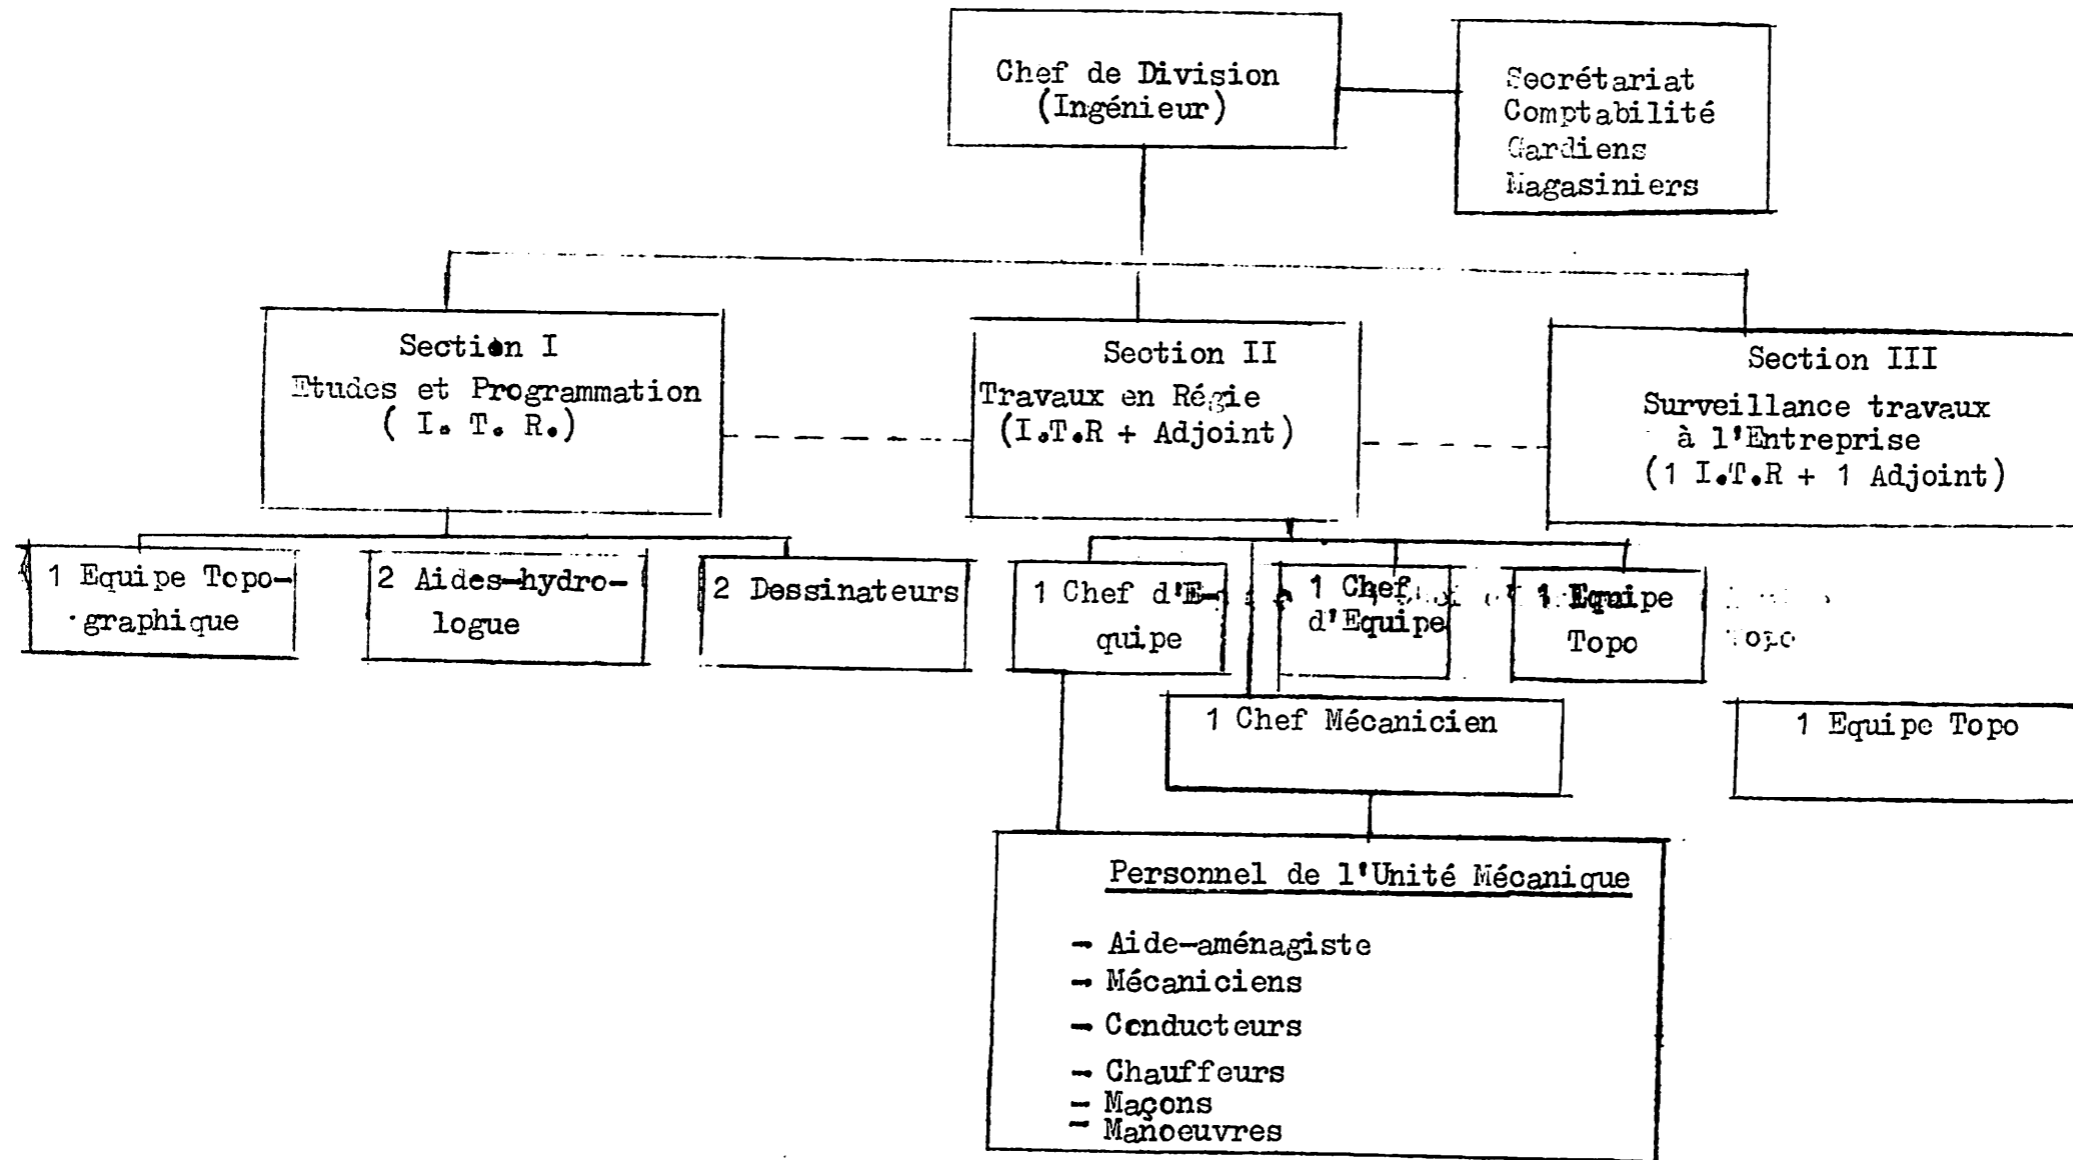 Chef de Division
(Ingénieur)
Secrétariat
Comptabilité
Gardiens
Magasiniers
Section I
Etudes et Programmation
( I. T. R.)
Section II
Travaux en Régie
(I.T.R + Adjoint)
Section III
Surveillance travaux
à l'Entreprise
(1 I.T.R + 1 Adjoint)
1 Equipe Topo-
graphique
2 Aides-hydro-
logue
2 Dessinateurs
1 Chef d'E-
quipe
1 Chef
d'Equipe
1 Equipe
Topo
Topo
1 Chef Mécanicien
1 Equipe Topo
Personnel de l'Unité Mécanique
- Aide-aménagiste
- Mécaniciens
- Conducteurs
- Chauffeurs
- Maçons
- Manoeuvres